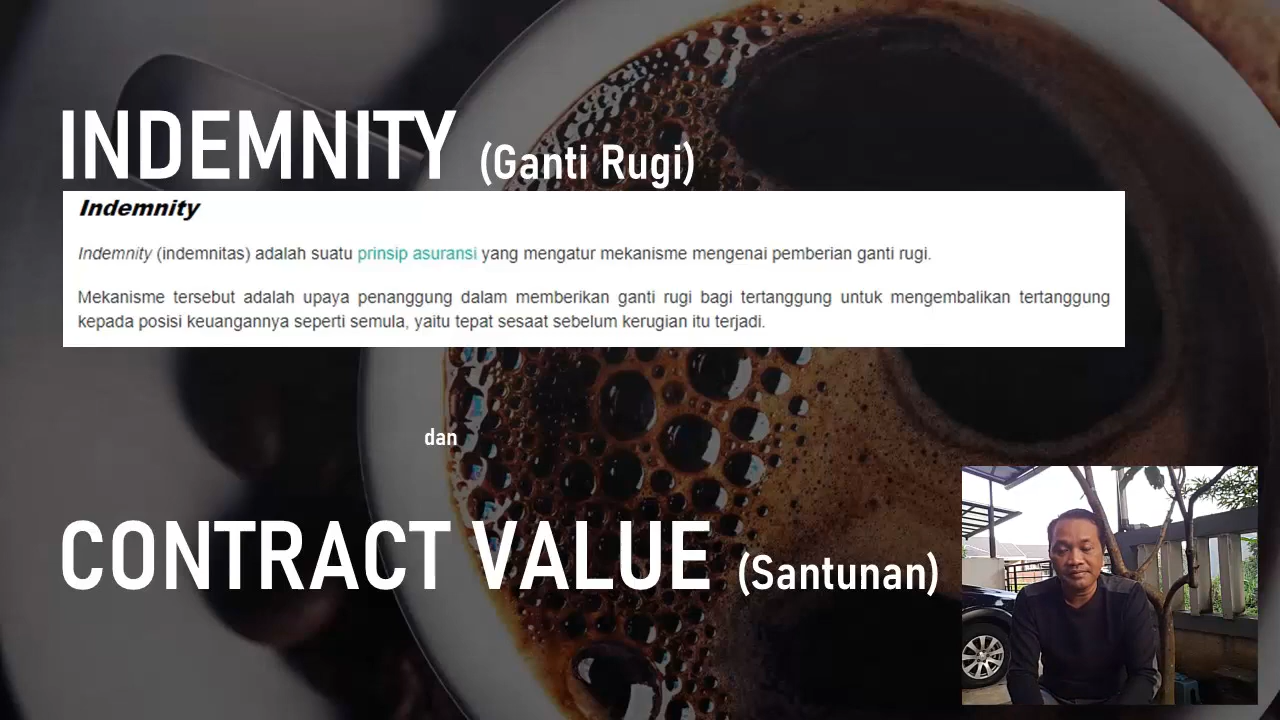 INDEMNITY (Ganti Rugi)
Indemnity
Indemnity (indemnitas) adalah suatu prinsip asuransi yang mengatur mekanisme mengenai pemberian ganti rugi.
Mekanisme tersebut adalah upaya penanggung dalam memberikan ganti rugi bagi tertanggung untuk mengembalikan tertanggung
kepada posisi keuangannya seperti semula, yaitu tepat sesaat sebelum kerugian itu terjadi.
dan
CONTRACT VALUE (Santunan)